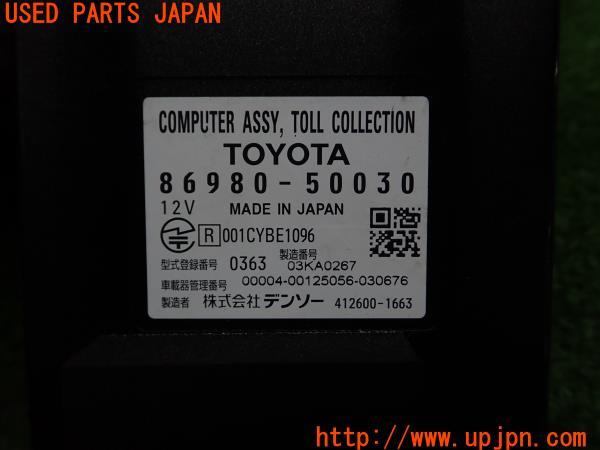 USED PARTS JAPAN
COMPUTER ASSY, TOLL COLLECTION
TOYOTA
86980-50030
12V MADE IN JAPAN
R 001CYBE1096
型式登録番号 0363 製造番号 03KA0267
車載器管理番号 00004-00125056-030676
製造者 株式会社デンソー 412600-1663
https://www.upjpn.com/